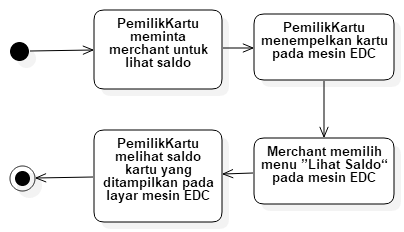 PemilikKartu
meminta
merchant untuk
lihat saldo
PemilikKartu
menempelkan kartu
pada mesin EDC
Merchant memilih
menu ”Lihat Saldo“
pada mesin EDC
PemilikKartu
melihat saldo
kartu yang
ditampilkan pada
layar mesin EDC